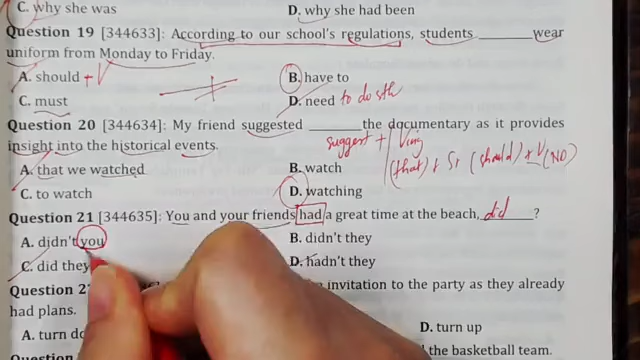 C. why she was D. why she had been
Question 19 [344633]: According to our school's regulations, students ______ wear
uniform from Monday to Friday.
A. should + V B. have to
C. must D. need to do sth
Question 20 [344634]: My friend suggested ______ the documentary as it provides
insight into the historical events.
suggest + Ving
(that) + S1 (should) + V (NO)
A. that we watched B. watch
C. to watch D. watching
Question 21 [344635]: You and your friends had a great time at the beach, did ?
A. didn't you B. didn't they
C. did they D. hadn't they
invitation to the party as they already
had plans.
A. turn D. turn up
the basketball team.